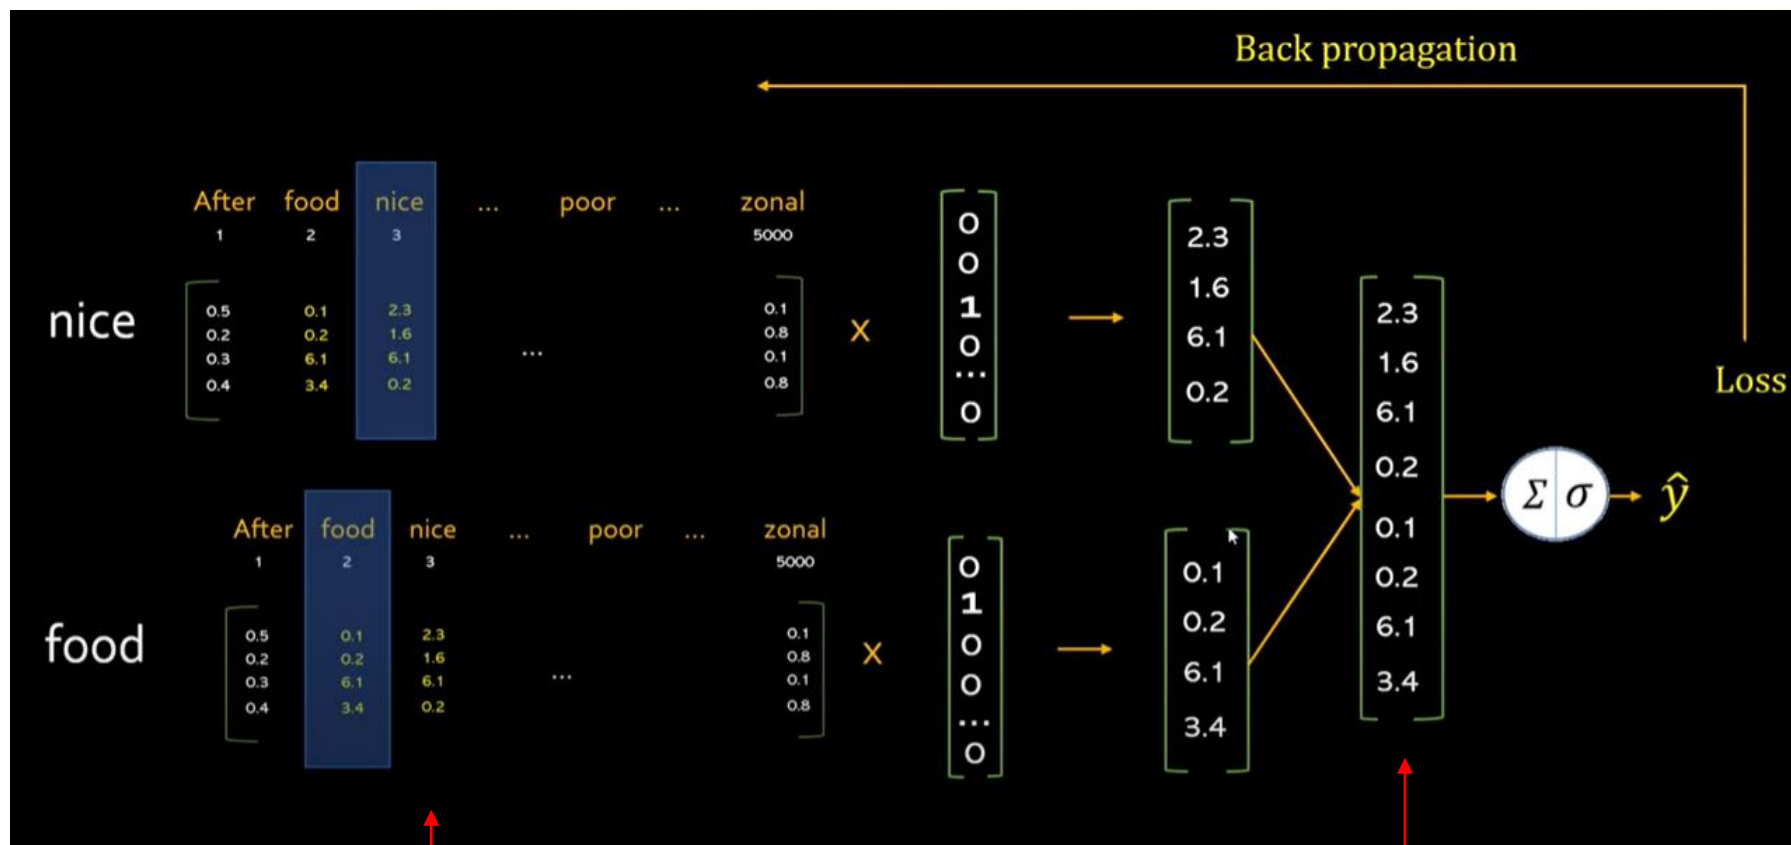 Back propagation
After food nice ... poor ... zonal
1 2 3 5000
nice
0.5 0.1 2.3 0.1
0.2 0.2 1.6 0.8
0.3 6.1 6.1 ... 0.1
0.4 3.4 0.2 0.8
X
0
0
1
0
...
0
2.3
1.6
6.1
0.2
After food nice ... poor ... zonal
1 2 3 5000
food
0.5 0.1 2.3 0.1
0.2 0.2 1.6 0.8
0.3 6.1 6.1 ... 0.1
0.4 3.4 0.2 0.8
X
0
1
0
0
...
0
0.1
0.2
6.1
3.4
2.3
1.6
6.1
0.2
0.1
0.2
6.1
3.4
Σ σ
ŷ
Loss